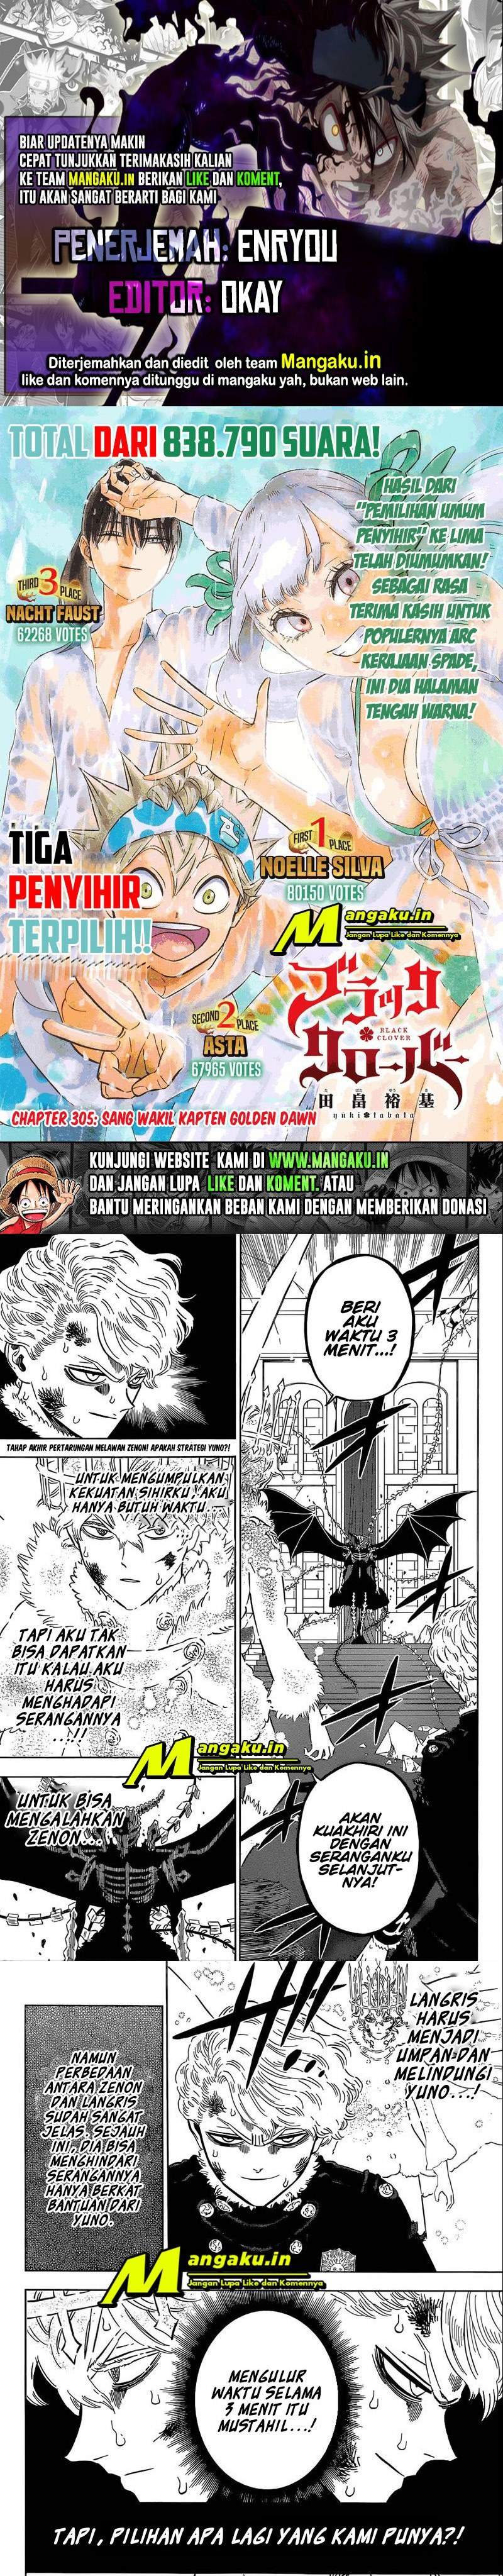 BIAR UPDATENYA MAKIN
CEPAT TUNJUKKAN TERIMAKASIH KALIAN
KE TEAM MANGAKU.IN BERIKAN LIKE DAN KOMENT,
ITU AKAN SANGAT BERARTI BAGI KAMI
PENERJEMAH: ENRYOU
EDITOR: OKAY
Diterjemahkan dan diedit oleh team Mangaku.in
like dan komennya ditunggu di mangaku yah, bukan web lain.
TOTAL DARI 838.790 SUARA!
HASIL DARI
"PEMILIHAN UMUM
PENYIHIR" KE LIMA
TELAH DIUMUMKAN!
SEBAGAI RASA
TERIMA KASIH UNTUK
POPULERNYA ARC
KERAJAAN SPADE,
INI DIA HALAMAN
TENGAH WARNA!
THIRD 3 PLACE
NACHT FAUST
62268 VOTES
TIGA
PENYIHIR
TERPILIH!!
FIRST 1 PLACE
NOELLE SILVA
80150 VOTES
Mangaku.in
Jangan Lupa Like dan Komennya
SECOND 2 PLACE
ASTA
67965 VOTES
ブラック
BLACK
CLOVER
クローバー
田畠裕基
yūki tabata
CHAPTER 305: SANG WAKIL KAPTEN GOLDEN DAWN
KUNJUNGI WEBSITE KAMI DI WWW.MANGAKU.IN
DAN JANGAN LUPA LIKE DAN KOMENT. ATAU
BANTU MERINGANKAN BEBAN KAMI DENGAN MEMBERIKAN DONASI
BERI
AKU
WAKTU 3
MENIT...!
TAHAP AKHIR PERTARUNGAN MELAWAN ZENON! APAKAH STRATEGI YUNO?!
UNTUK MENGUMPULKAN
KEKUATAN SIHIRKU, AKU
HANYA BUTUH WAKTU...
TAPI AKU TAK
BISA DAPATKAN
ITU KALAU AKU
HARUS
MENGHADAPI
SERANGANNYA
...!!
Mangaku.in
Jangan Lupa Like dan Komennya
UNTUK BISA
MENGALAHKAN
ZENON...
AKAN
KUAKHIRI INI
DENGAN
SERANGANKU
SELANJUT-
NYA!
LANGRIS
HARUS
MENJADI
UMPAN DAN
MELINDUNGI
YUNO...!
NAMUN
PERBEDAAN
ANTARA ZENON
DAN LANGRIS
SUDAH SANGAT
JELAS. SEJAUH
INI, DIA BISA
MENGHINDARI
SERANGANNYA
HANYA BERKAT
BANTUAN DARI
YUNO.
Mangaku.in
Jangan Lupa Like dan Komennya
MENGULUR
WAKTU SELAMA
3 MENIT ITU
MUSTAHIL...!
TAPI, PILIHAN APA LAGI YANG KAMI PUNYA?!